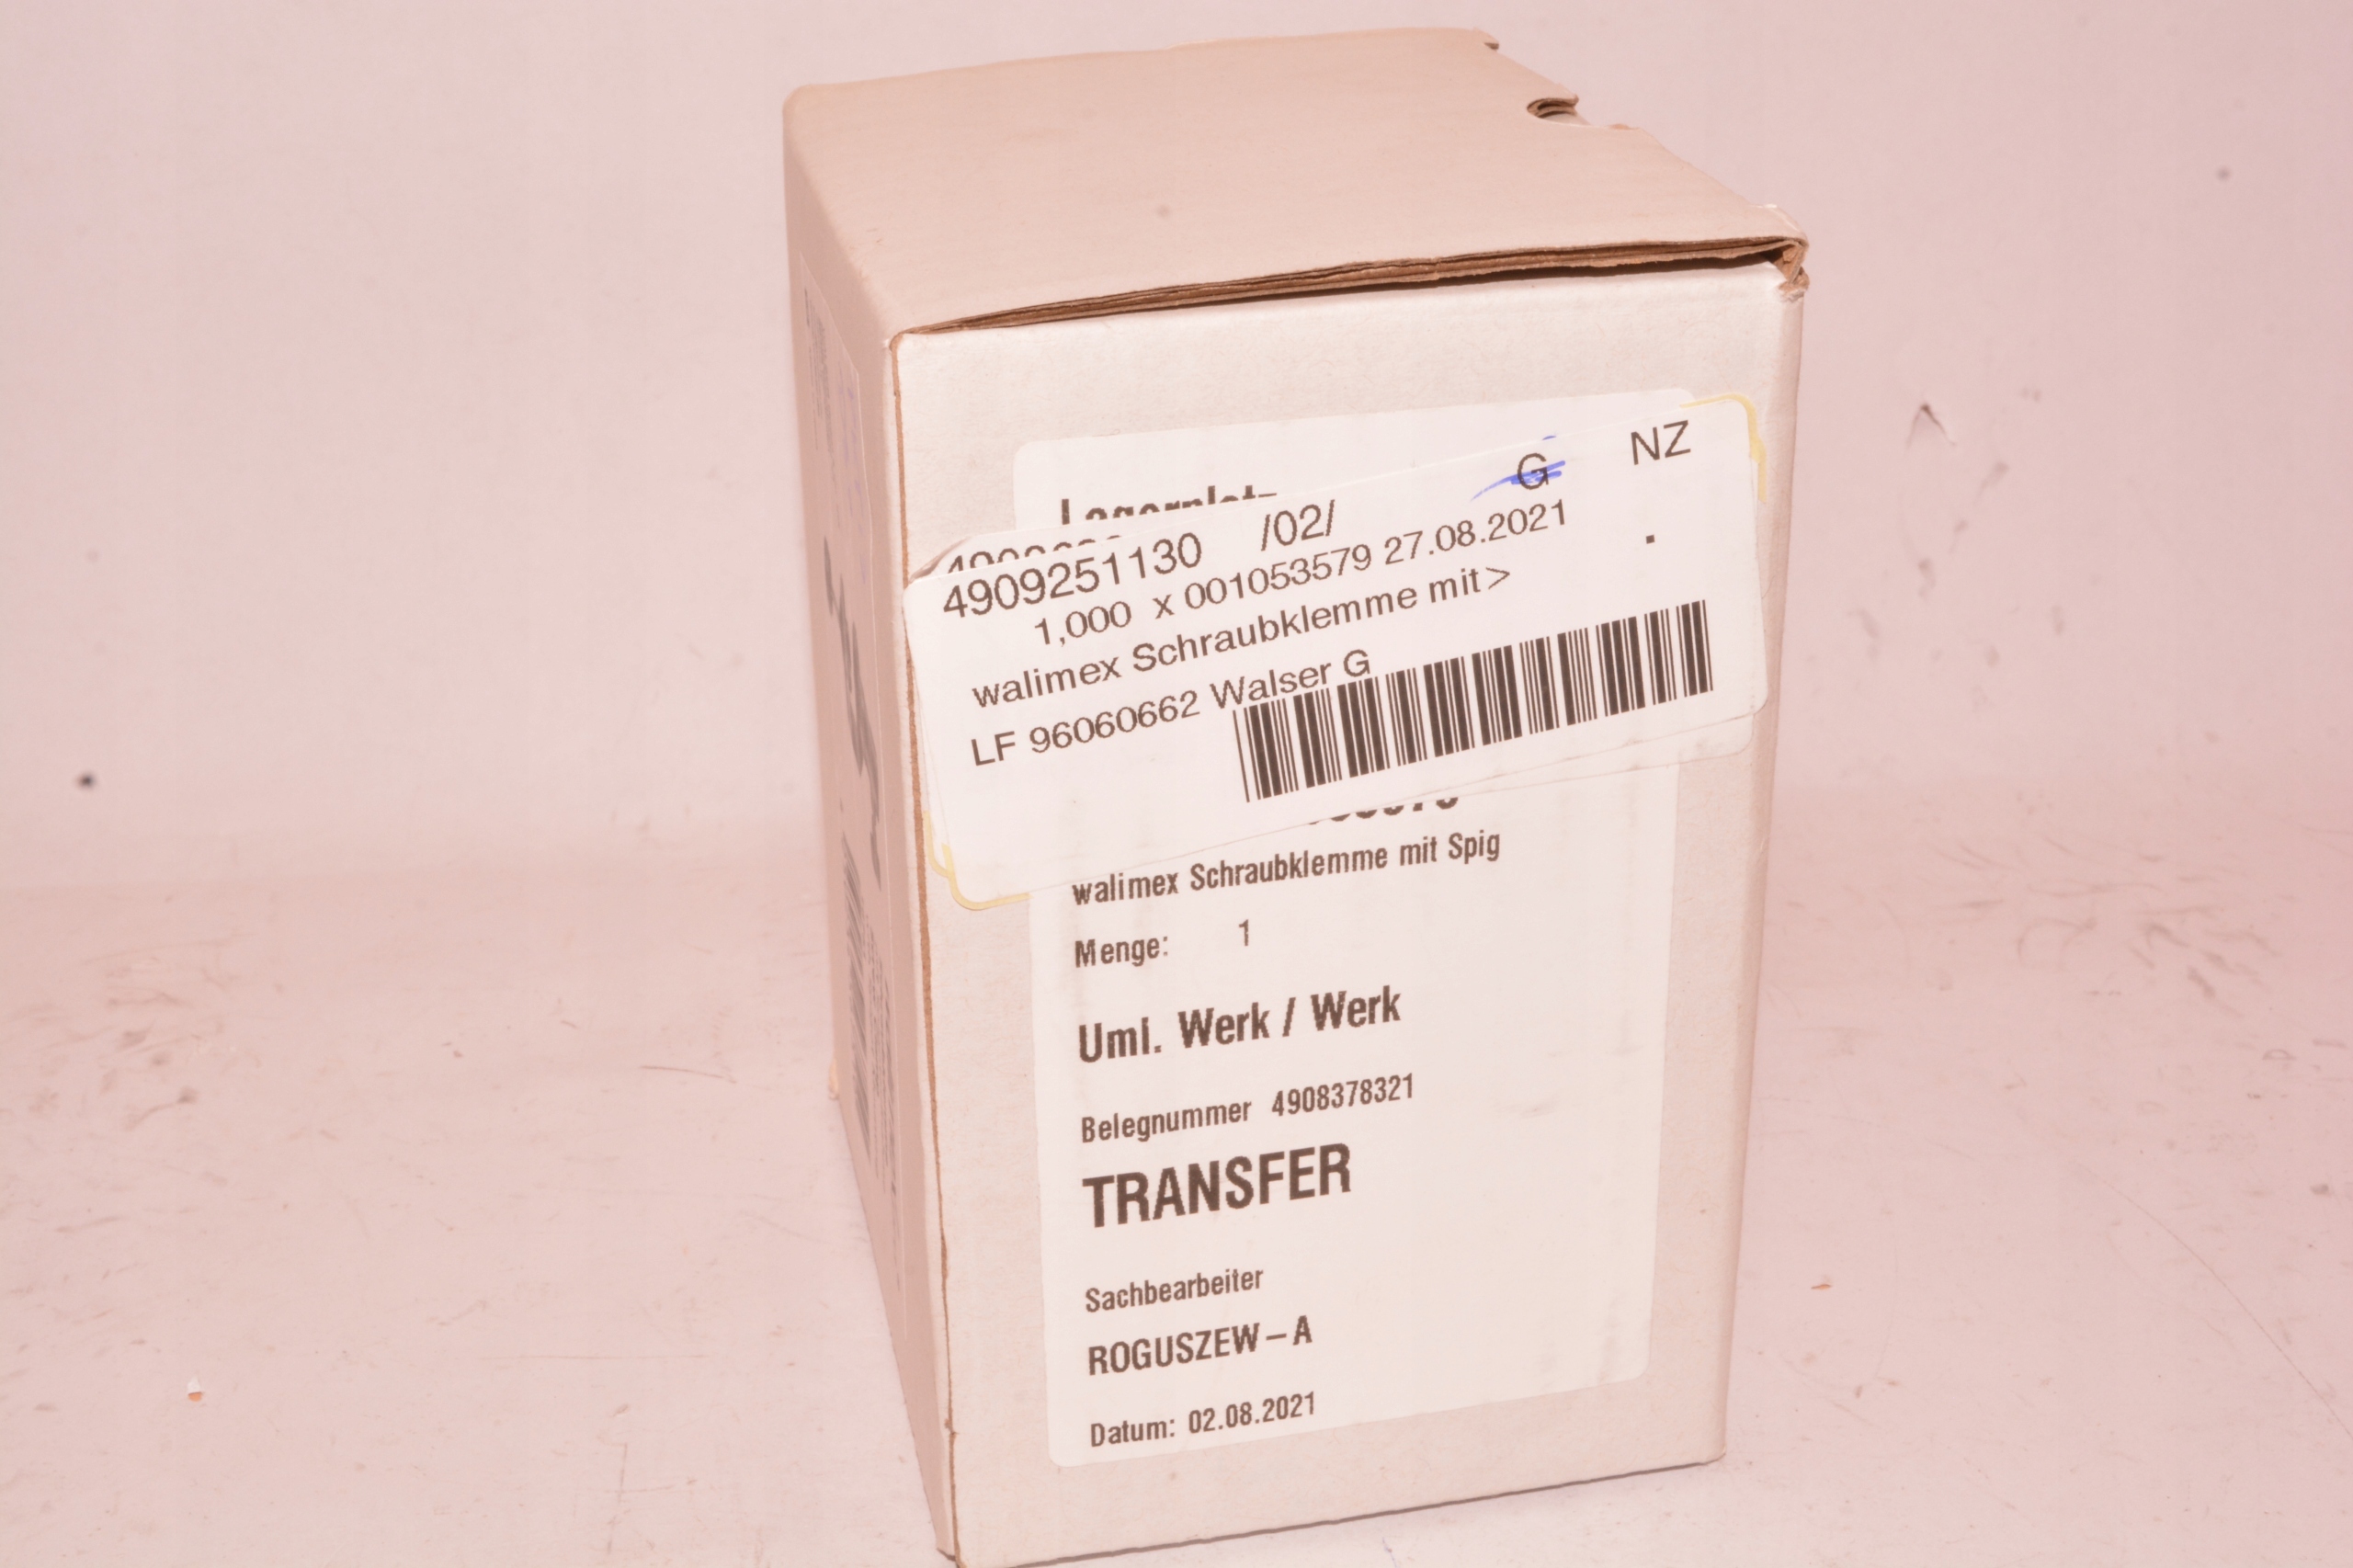 Lagerplatz
4909251130 /02/ G NZ
1,000 x 001053579 27.08.2021
walimex Schraubklemme mit>
LF 96060662 Walser G
walimex Schraubklemme mit Spig
Menge: 1
Uml. Werk / Werk
Belegnummer 4908378321
TRANSFER
Sachbearbeiter
ROGUSZEW-A
Datum: 02.08.2021